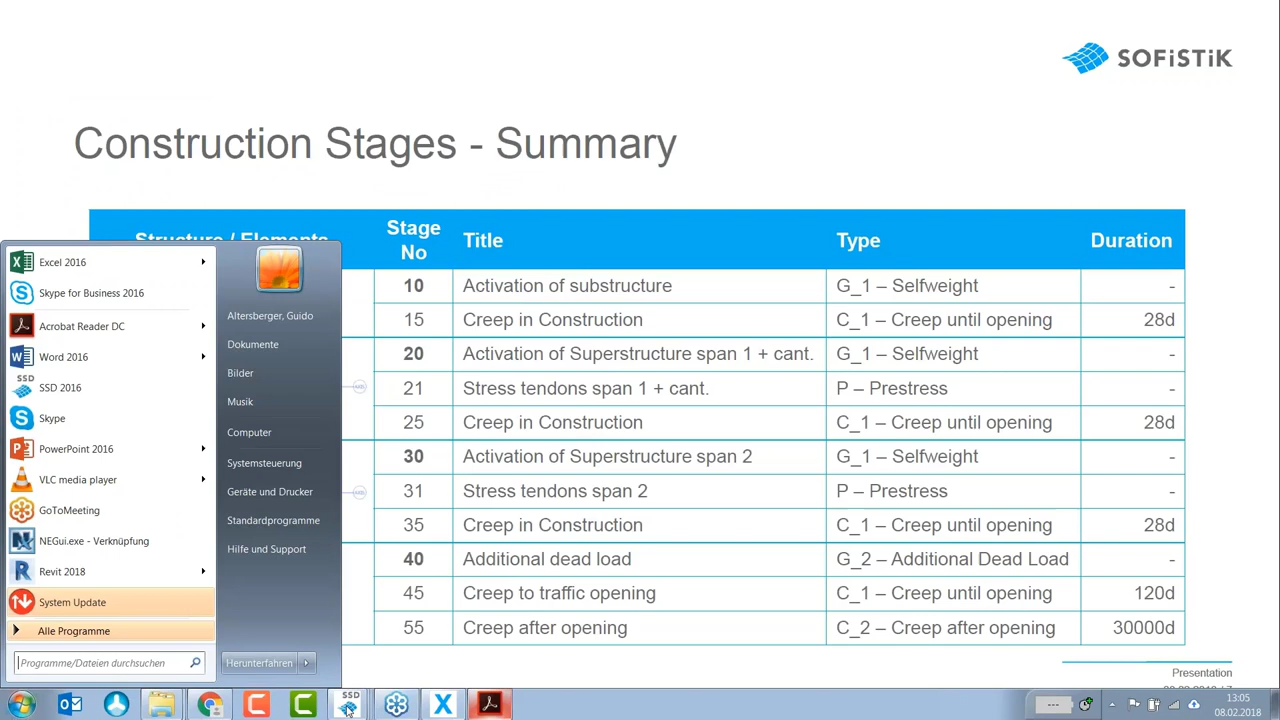 SOFiSTiK
Construction Stages - Summary
Structure / Elements
Stage No
Title
Type
Duration
10 Activation of substructure G_1 – Selfweight -
15 Creep in Construction C_1 – Creep until opening 28d
20 Activation of Superstructure span 1 + cant. G_1 – Selfweight -
21 Stress tendons span 1 + cant. P – Prestress -
25 Creep in Construction C_1 – Creep until opening 28d
30 Activation of Superstructure span 2 G_1 – Selfweight -
31 Stress tendons span 2 P – Prestress -
35 Creep in Construction C_1 – Creep until opening 28d
40 Additional dead load G_2 – Additional Dead Load -
45 Creep to traffic opening C_1 – Creep until opening 120d
55 Creep after opening C_2 – Creep after opening 30000d
Excel 2016
Skype for Business 2016
Acrobat Reader DC
Word 2016
SSD
SSD 2016
Skype
PowerPoint 2016
VLC media player
GoToMeeting
NEGui.exe - Verknüpfung
Revit 2018
System Update
Alle Programme
Programme/Dateien durchsuchen
Altersberger, Guido
Dokumente
Bilder
Musik
Computer
Systemsteuerung
Geräte und Drucker
Standardprogramme
Hilfe und Support
Herunterfahren
Presentation
SSD
---
13:05
08.02.2018